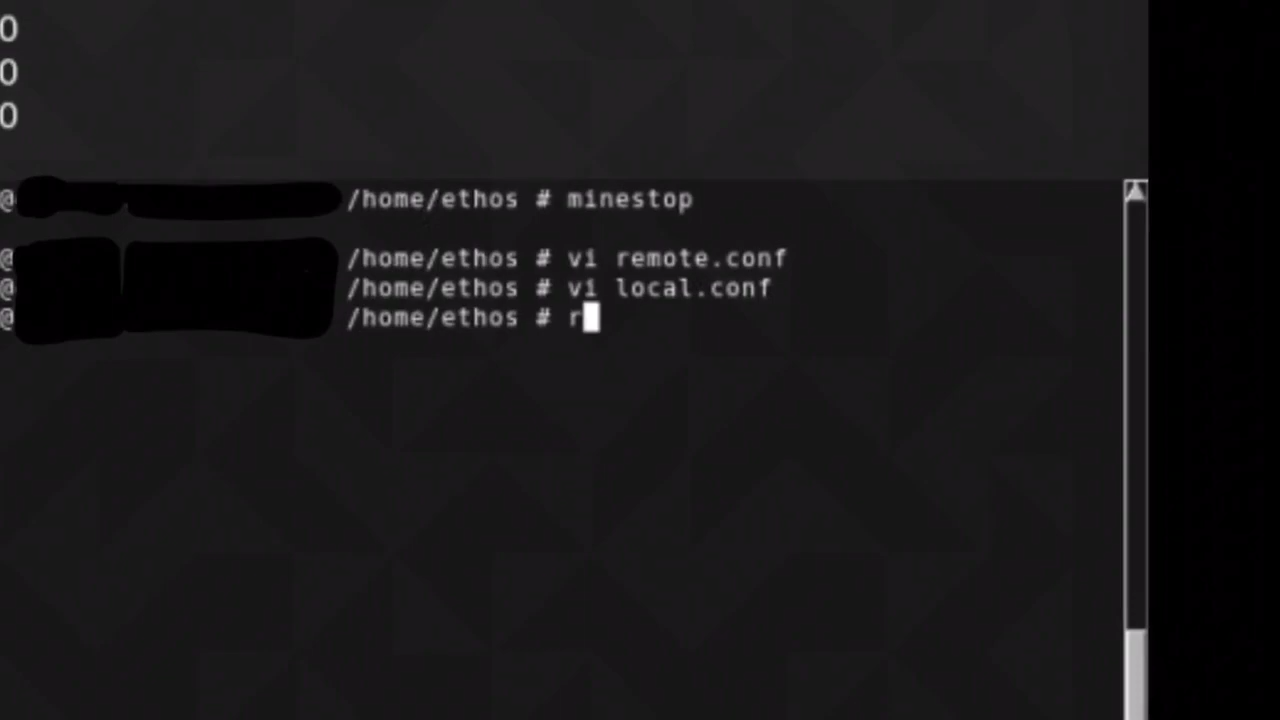 0
0
0
@ /home/ethos # minestop
@ /home/ethos # vi remote.conf
@ /home/ethos # vi local.conf
@ /home/ethos # r